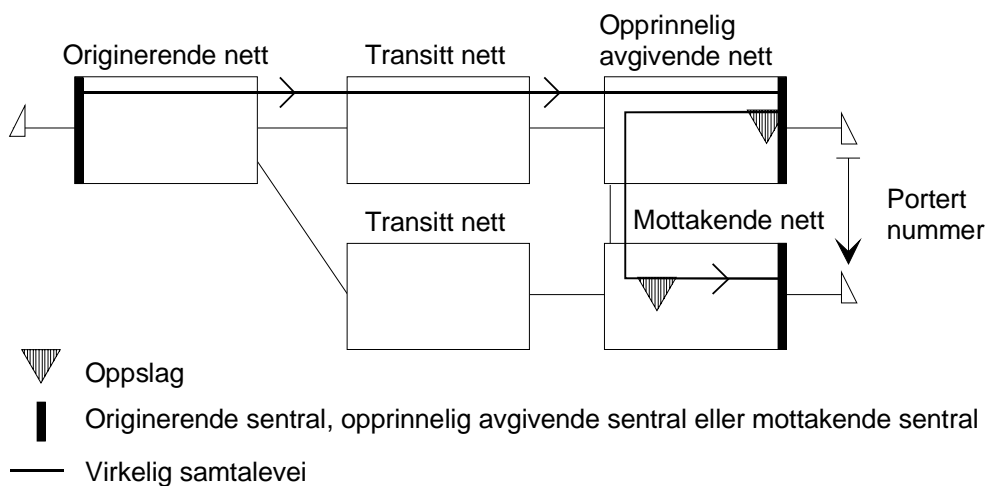 Originerende nett
Transitt nett
Opprinnelig
avgivende nett
Transitt nett
Mottakende nett
Portert
nummer
Oppslag
Originerende sentral, opprinnelig avgivende sentral eller mottakende sentral
Virkelig samtalevei